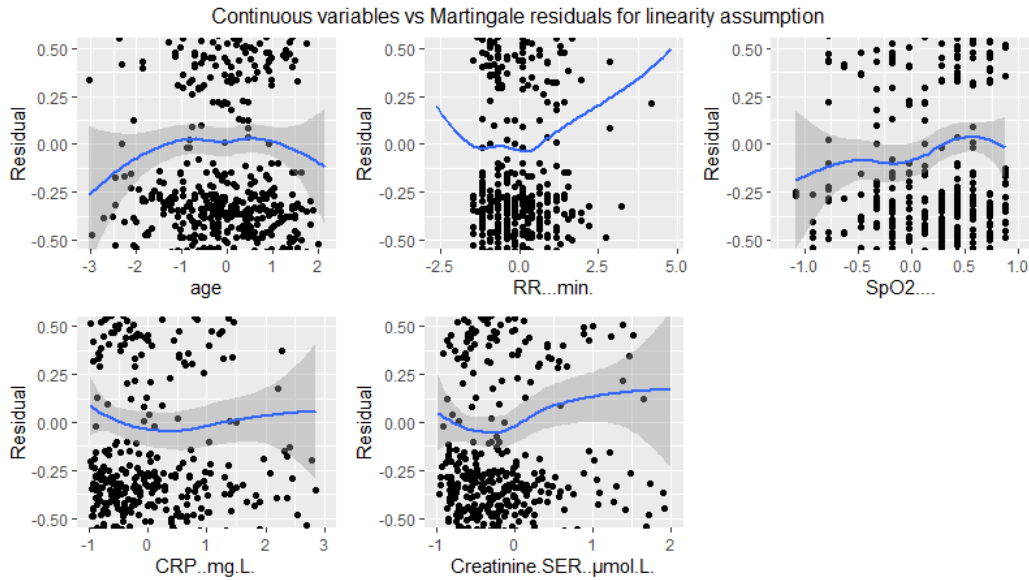 Continuous variables vs Martingale residuals for linearity assumption
Residual
0.50
0.25
0.00
-0.25
-0.50
-3 -2 -1 0 1 2
age
Residual
0.50
0.25
0.00
-0.25
-0.50
-2.5 0.0 2.5 5.0
RR...min.
Residual
0.50
0.25
0.00
-0.25
-0.50
-1.0 -0.5 0.0 0.5 1.0
SpO2....
Residual
0.50
0.25
0.00
-0.25
-0.50
-1 0 1 2 3
CRP..mg.L.
Residual
0.50
0.25
0.00
-0.25
-0.50
-1 0 1 2
Creatinine.SER..µmol.L.